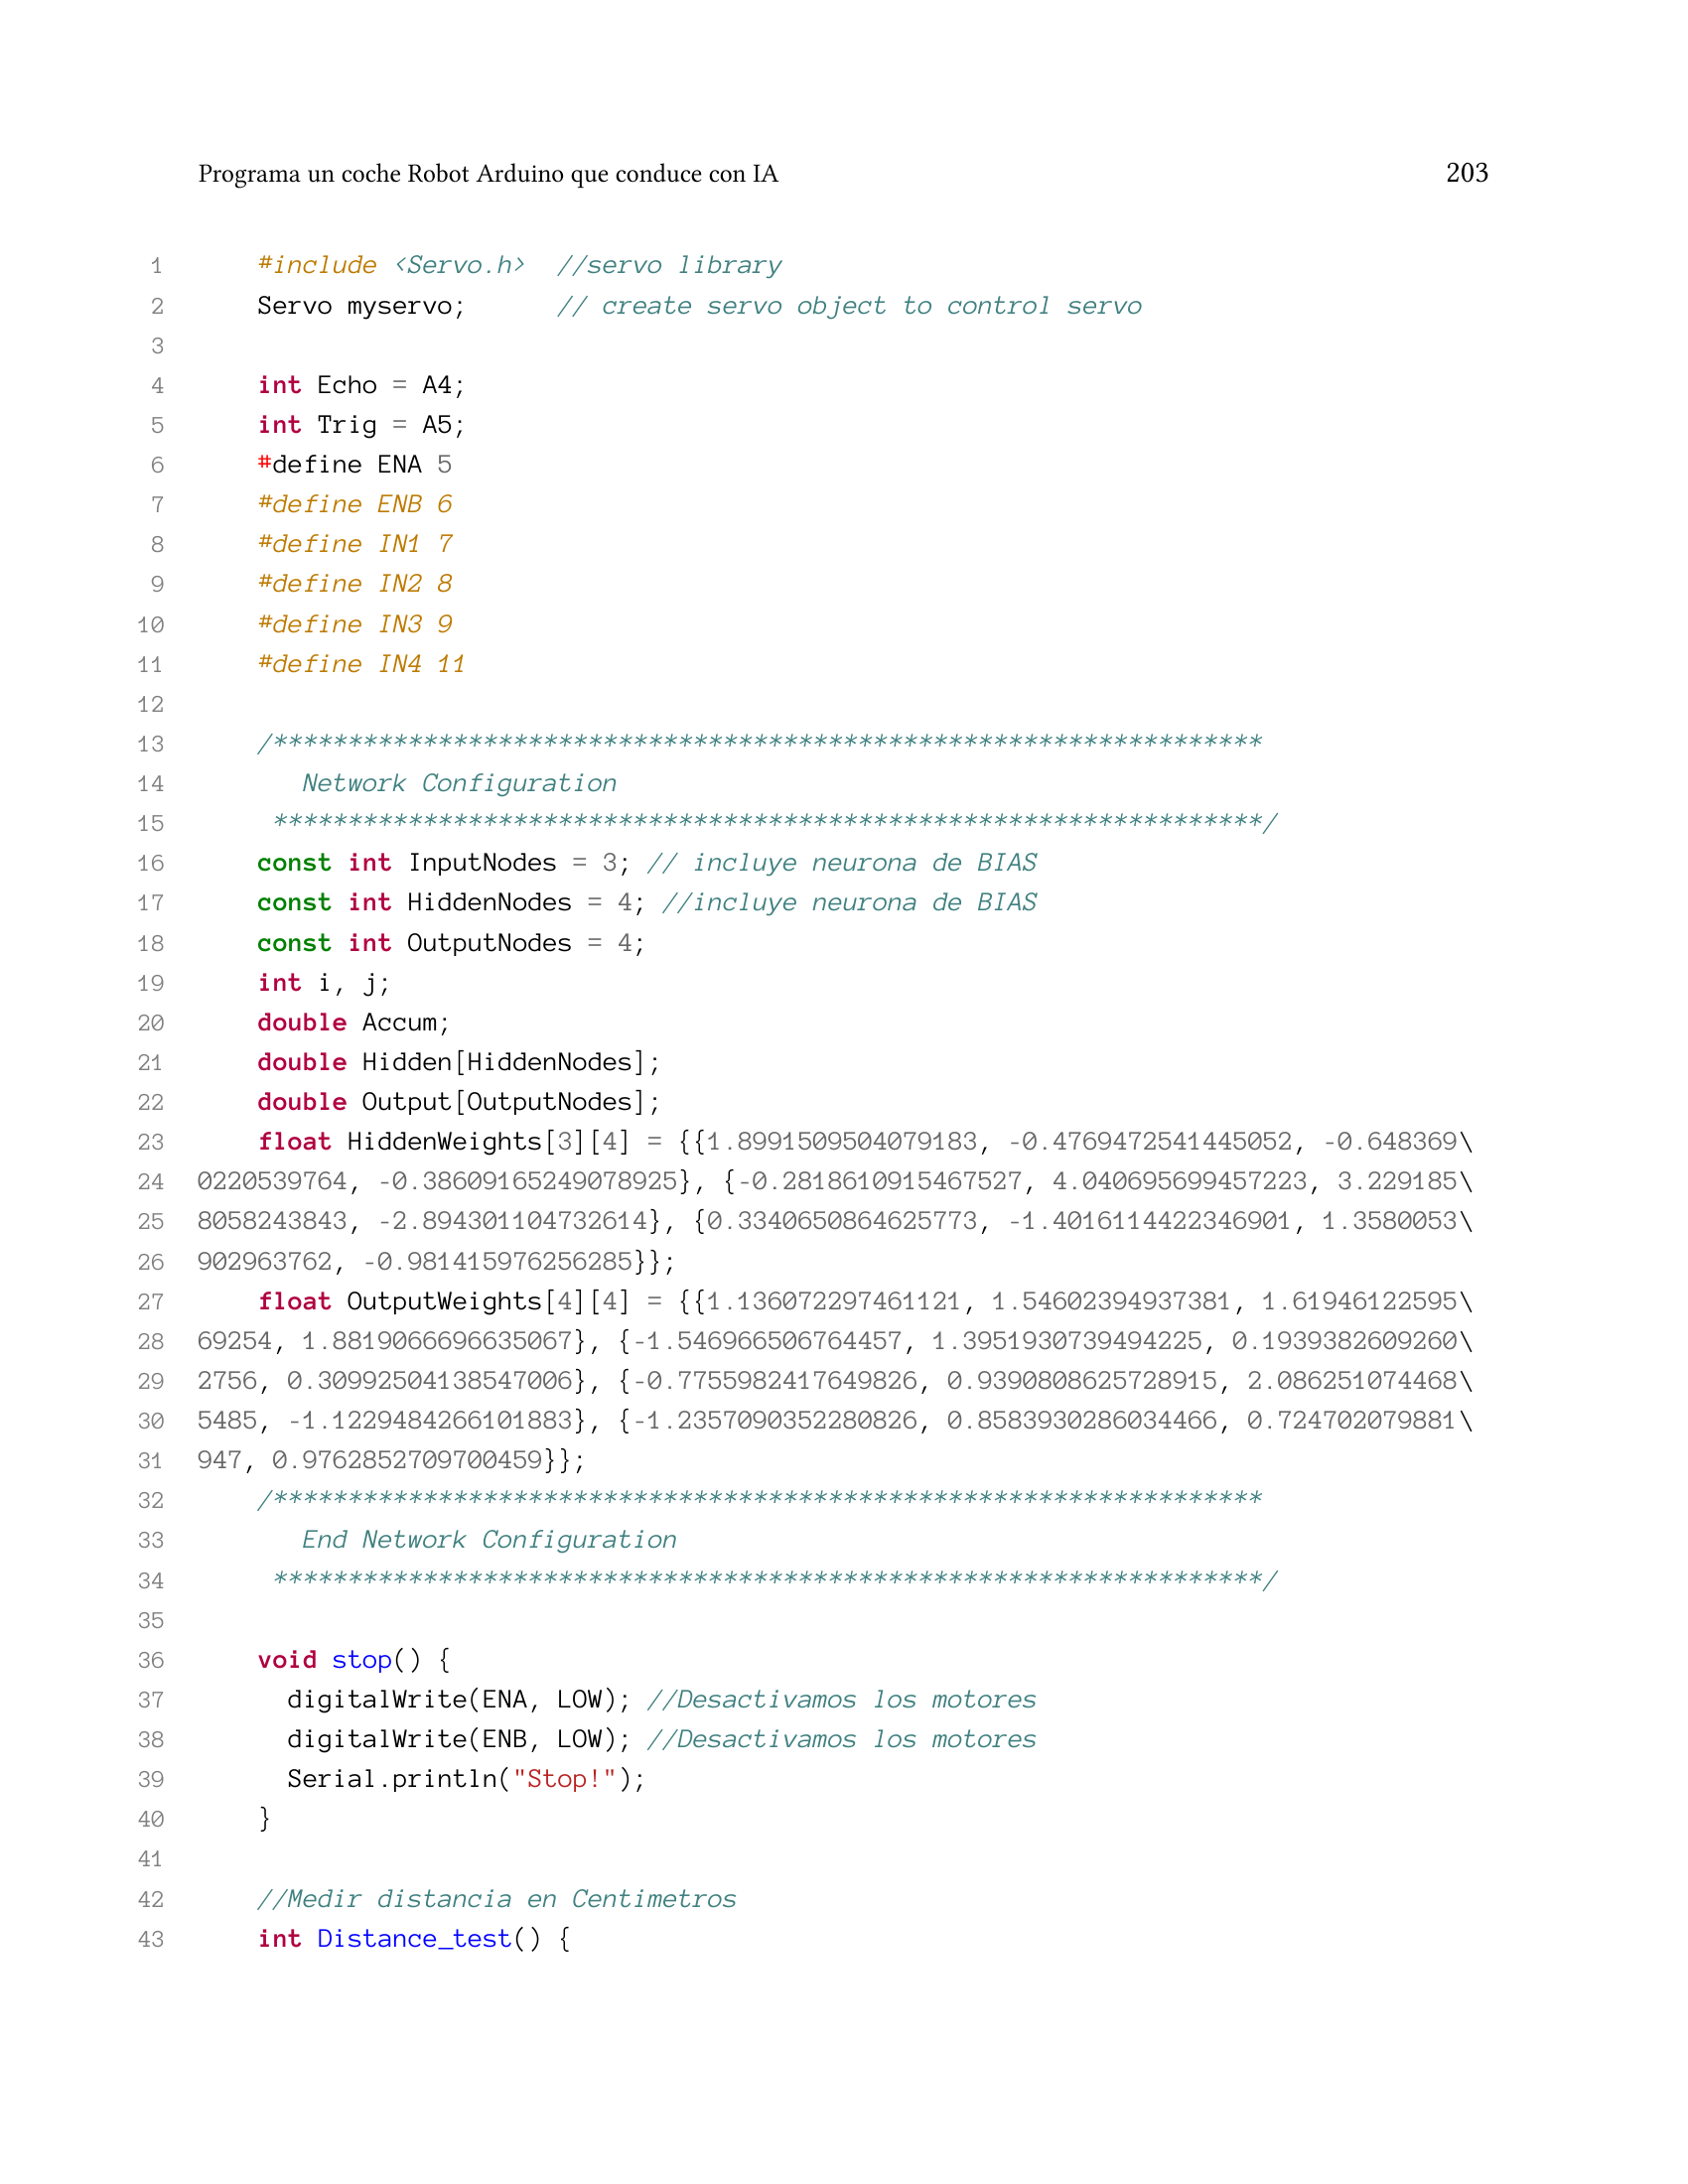 Programa un coche Robot Arduino que conduce con IA 203
1 #include <Servo.h>  //servo library
2 Servo myservo;      // create servo object to control servo
3
4 int Echo = A4;
5 int Trig = A5;
6 #define ENA 5
7 #define ENB 6
8 #define IN1 7
9 #define IN2 8
10 #define IN3 9
11 #define IN4 11
12
13 /******************************************************************
14    Network Configuration
15  ******************************************************************/
16 const int InputNodes = 3; // incluye neurona de BIAS
17 const int HiddenNodes = 4; //incluye neurona de BIAS
18 const int OutputNodes = 4;
19 int i, j;
20 double Accum;
21 double Hidden[HiddenNodes];
22 double Output[OutputNodes];
23 float HiddenWeights[3][4] = {{1.8991509504079183, -0.4769472541445052, -0.648369\
24 0220539764, -0.38609165249078925}, {-0.2818610915467527, 4.040695699457223, 3.229185\
25 8058243843, -2.894301104732614}, {0.3340650864625773, -1.4016114422346901, 1.3580053\
26 902963762, -0.981415976256285}};
27 float OutputWeights[4][4] = {{1.136072297461121, 1.54602394937381, 1.61946122595\
28 69254, 1.8819066696635067}, {-1.546966506764457, 1.3951930739494225, 0.1939382609260\
29 2756, 0.30992504138547006}, {-0.7755982417649826, 0.9390808625728915, 2.086251074468\
30 5485, -1.1229484266101883}, {-1.2357090352280826, 0.8583930286034466, 0.724702079881\
31 947, 0.9762852709700459}};
32 /******************************************************************
33    End Network Configuration
34  ******************************************************************/
35
36 void stop() {
37   digitalWrite(ENA, LOW); //Desactivamos los motores
38   digitalWrite(ENB, LOW); //Desactivamos los motores
39   Serial.println("Stop!");
40 }
41
42 //Medir distancia en Centimetros
43 int Distance_test() {